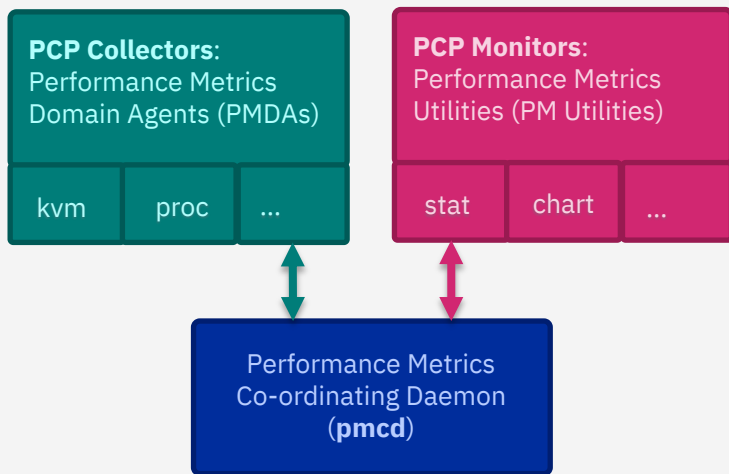 PCP Collectors:
Performance Metrics
Domain Agents (PMDAs)
kvm
proc
...
PCP Monitors:
Performance Metrics
Utilities (PM Utilities)
stat
chart
...
Performance Metrics
Co-ordinating Daemon
(pmcd)